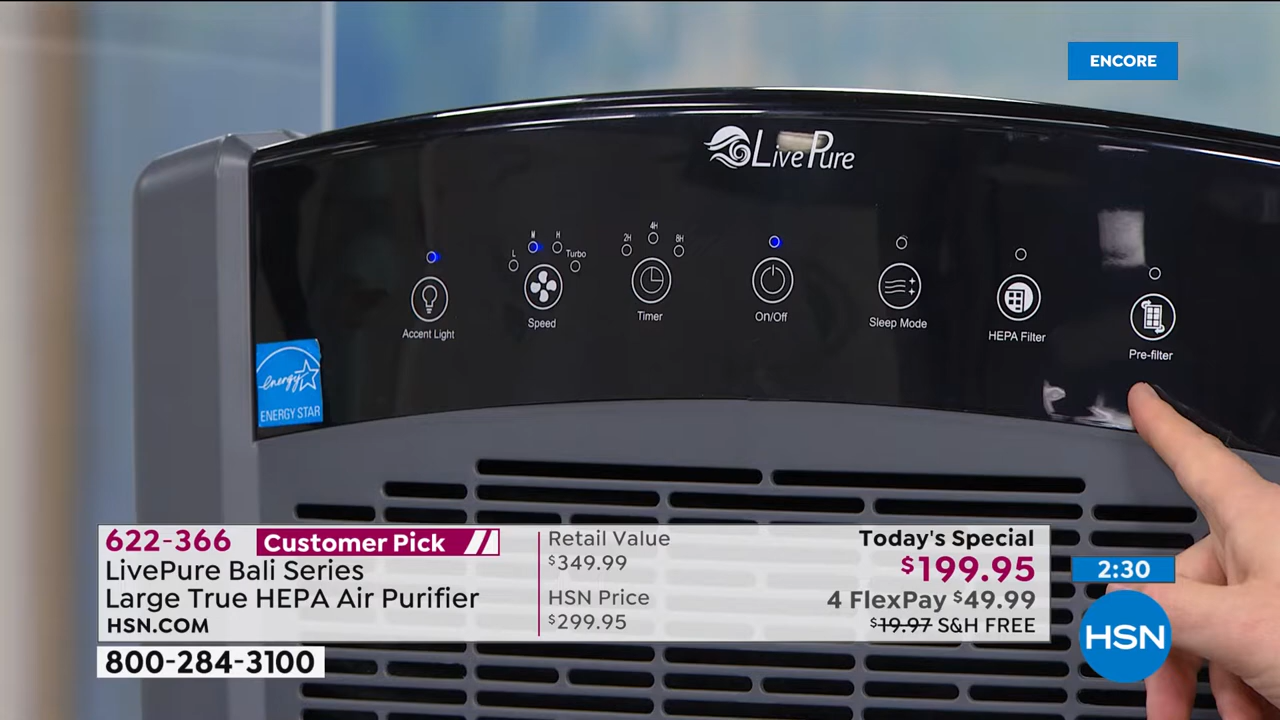 ENCORE
LivePure
L M H Turbo
2H 4H 8H
Accent Light
Speed
Timer
On/Off
Sleep Mode
HEPA Filter
Pre-filter
energy
ENERGY STAR
622-366 Customer Pick
LivePure Bali Series
Large True HEPA Air Purifier
HSN.COM
800-284-3100
Retail Value
$349.99
HSN Price
$299.95
Today's Special
$199.95
4 FlexPay $49.99
$19.97 S&H FREE
2:30
HSN